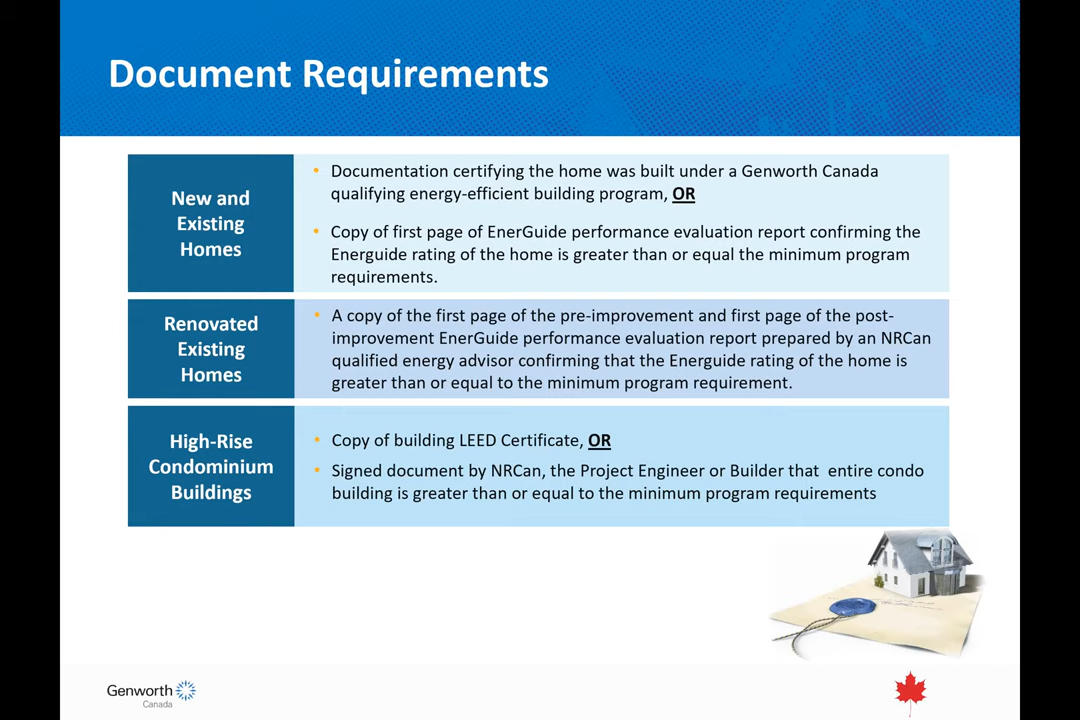 Document Requirements
New and
Existing
Homes
• Documentation certifying the home was built under a Genworth Canada
qualifying energy-efficient building program, OR
• Copy of first page of EnerGuide performance evaluation report confirming the
Energuide rating of the home is greater than or equal the minimum program
requirements.
Renovated
Existing
Homes
• A copy of the first page of the pre-improvement and first page of the post-
improvement EnerGuide performance evaluation report prepared by an NRCan
qualified energy advisor confirming that the Energuide rating of the home is
greater than or equal to the minimum program requirement.
High-Rise
Condominium
Buildings
• Copy of building LEED Certificate, OR
• Signed document by NRCan, the Project Engineer or Builder that entire condo
building is greater than or equal to the minimum program requirements
Genworth
Canada